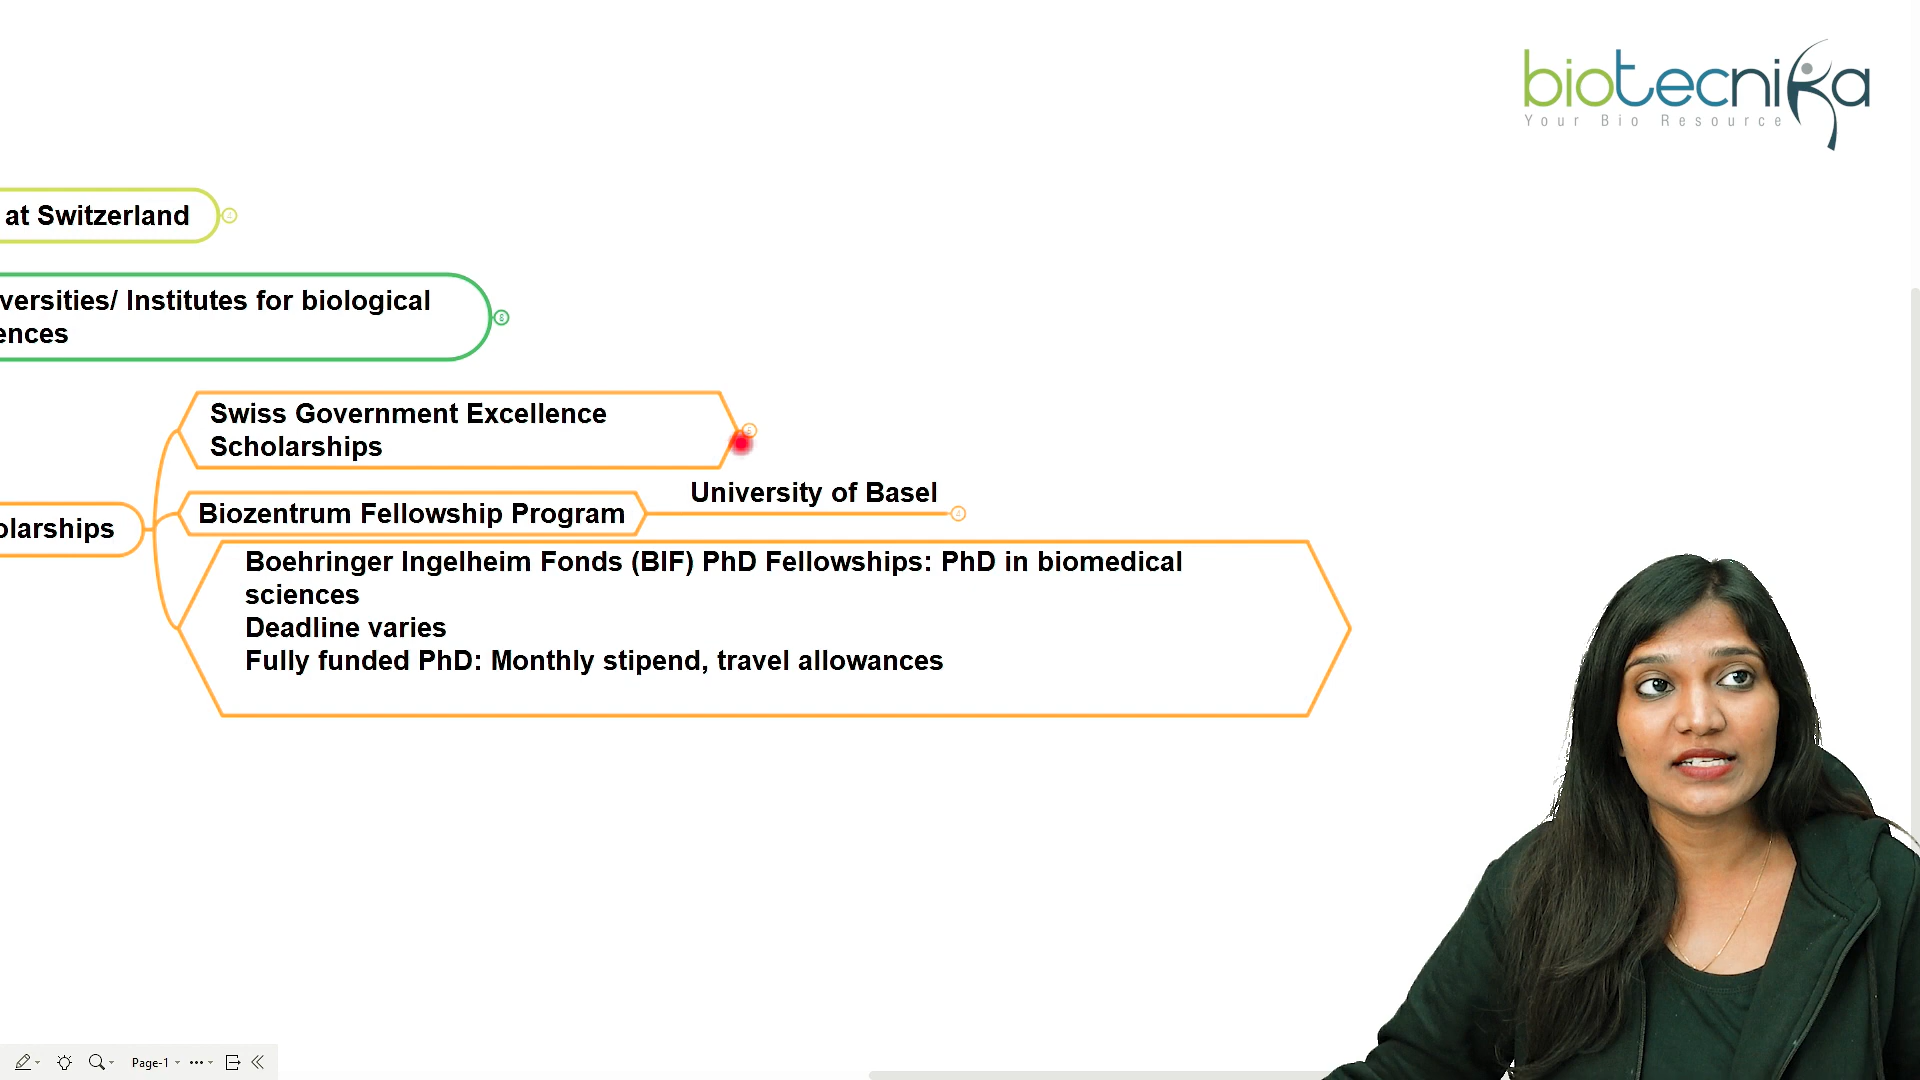 biotecnika
Your Bio Resource
at Switzerland
versities/ Institutes for biological
ences
Swiss Government Excellence
Scholarships
University of Basel
Biozentrum Fellowship Program
olarships
Boehringer Ingelheim Fonds (BIF) PhD Fellowships: PhD in biomedical
sciences
Deadline varies
Fully funded PhD: Monthly stipend, travel allowances
Page-1